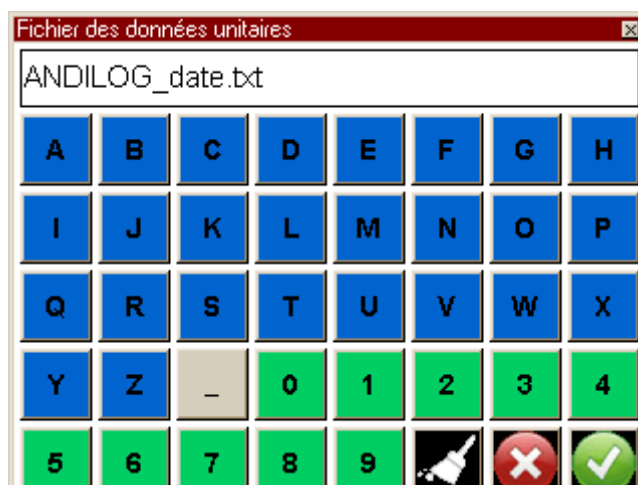 Fichier des données unitaires
ANDILOG_date.txt
A B C D E F G H
I J K L M N O P
Q R S T U V W X
Y Z _ 0 1 2 3 4
5 6 7 8 9